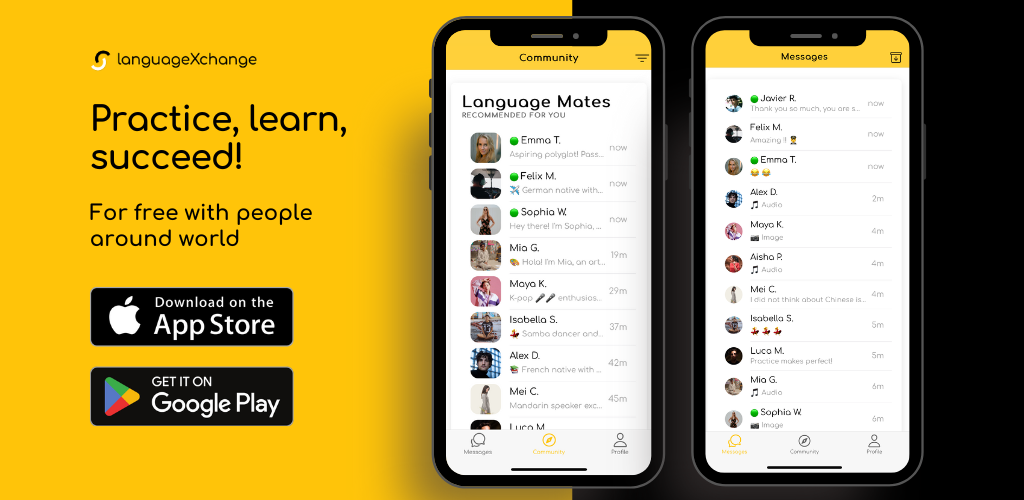 languageXchange
Practice, learn,
succeed!
For free with people
around world
Download on the
App Store
GET IT ON
Google Play
Community
Language Mates
RECOMMENDED FOR YOU
Emma T.
Aspiring polyglot! Pass...
now
Felix M.
✈️ German native with...
now
Sophia W.
Hey there! I'm Sophia, ...
now
Mia G.
🎨 Hola! I'm Mia, an art...
19m
Maya K.
K-pop 🎤🎤 enthusios...
29m
Isabella S.
💃 Samba dancer and...
37m
Alex D.
📚 French native with ...
42m
Mei C.
Mandarin speaker exc...
45m
Luca M.
Messages
Community
Profile
Messages
Javier R.
Thank you so much, you are s...
now
Felix M.
Amazing !!
now
Emma T.
😂 😂
now
Alex D.
🎵 Audio
2m
Maya K.
📷 Image
4m
Aisha P.
🎵 Audio
4m
Mei C.
I did not think about Chinese is...
4m
Isabella S.
💃 💃 💃
5m
Luca M.
Practice makes perfect!
5m
Mia G.
🎵 Audio
6m
Sophia W.
📷 Image
6m
Messages
Community
Profile